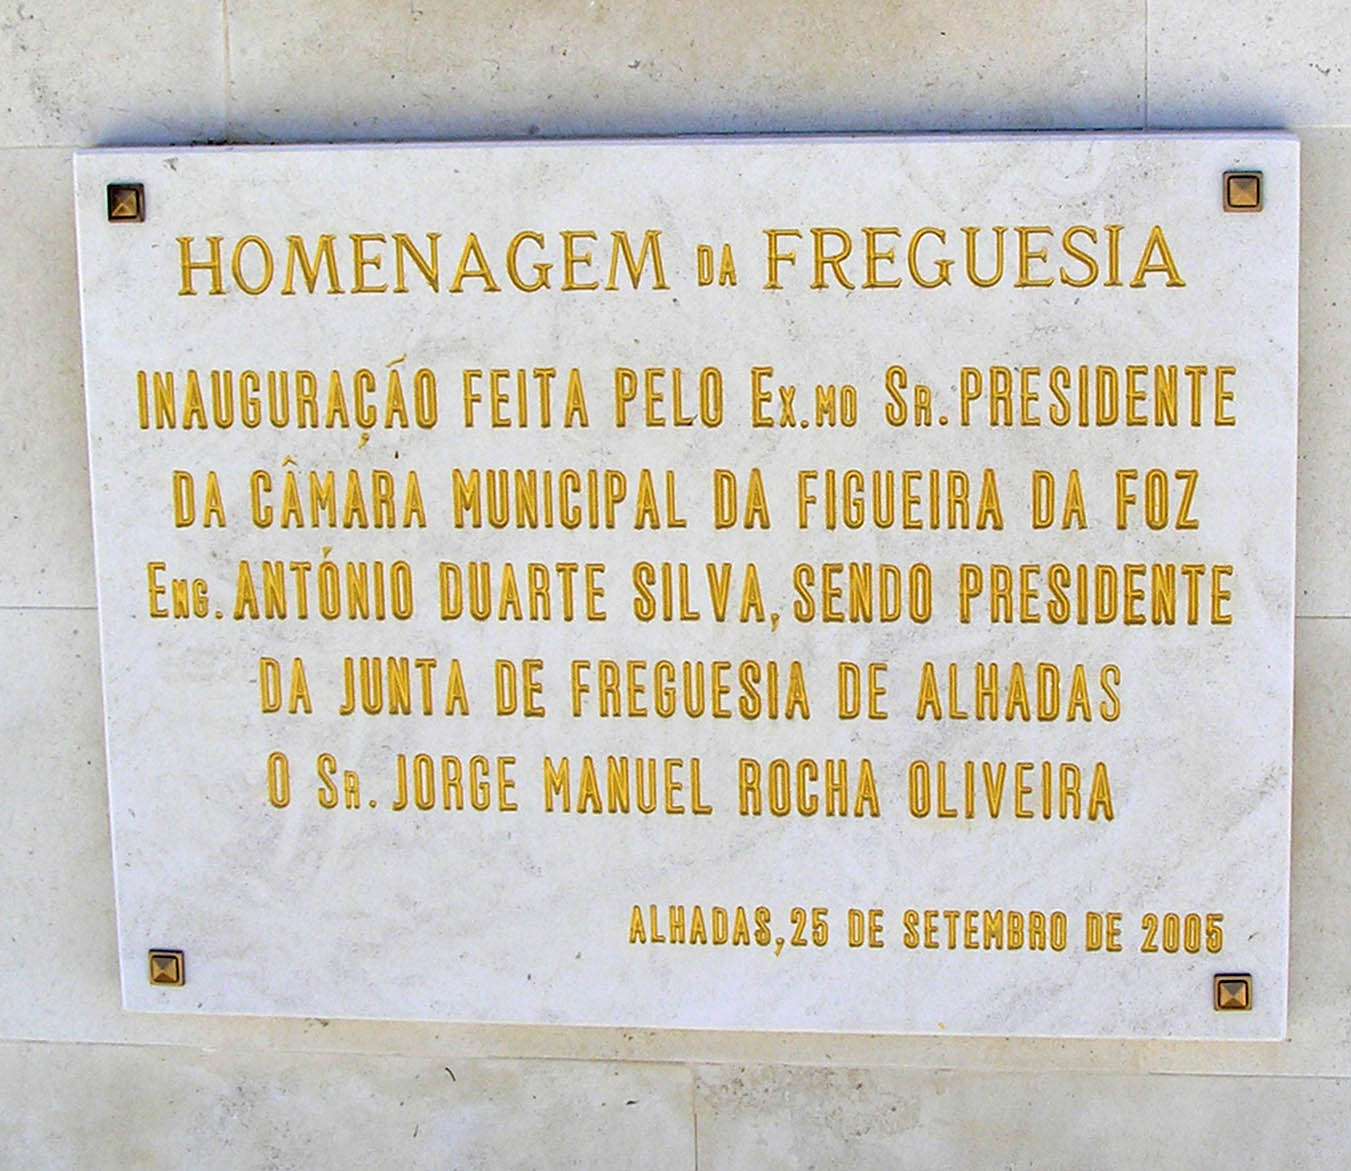 HOMENAGEM DA FREGUESIA
INAUGURAÇÃO FEITA PELO EX.MO SR. PRESIDENTE
DA CÂMARA MUNICIPAL DA FIGUEIRA DA FOZ
ENG. ANTÓNIO DUARTE SILVA, SENDO PRESIDENTE
DA JUNTA DE FREGUESIA DE ALHADAS
O SR. JORGE MANUEL ROCHA OLIVEIRA
ALHADAS, 25 DE SETEMBRO DE 2005